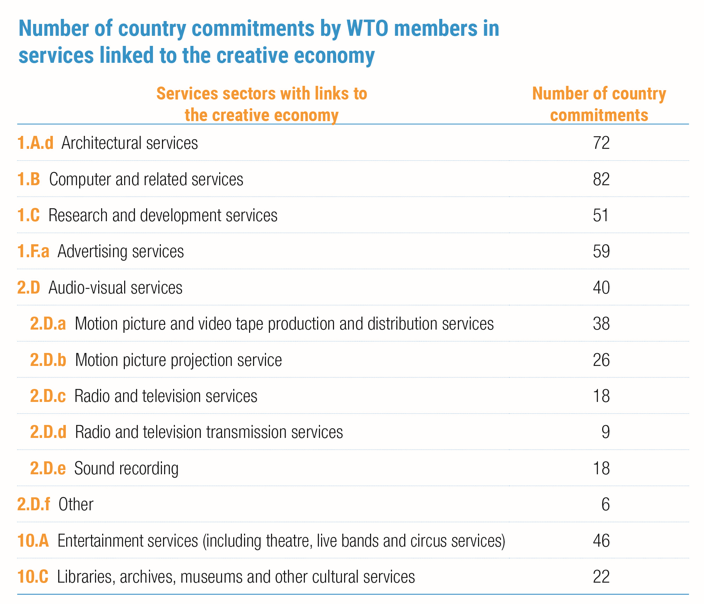 Number of country commitments by WTO members in
services linked to the creative economy
Services sectors with links to
the creative economy
Number of country
commitments
1.A.d Architectural services 72
1.B Computer and related services 82
1.C Research and development services 51
1.F.a Advertising services 59
2.D Audio-visual services 40
2.D.a Motion picture and video tape production and distribution services 38
2.D.b Motion picture projection service 26
2.D.c Radio and television services 18
2.D.d Radio and television transmission services 9
2.D.e Sound recording 18
2.D.f Other 6
10.A Entertainment services (including theatre, live bands and circus services) 46
10.C Libraries, archives, museums and other cultural services 22